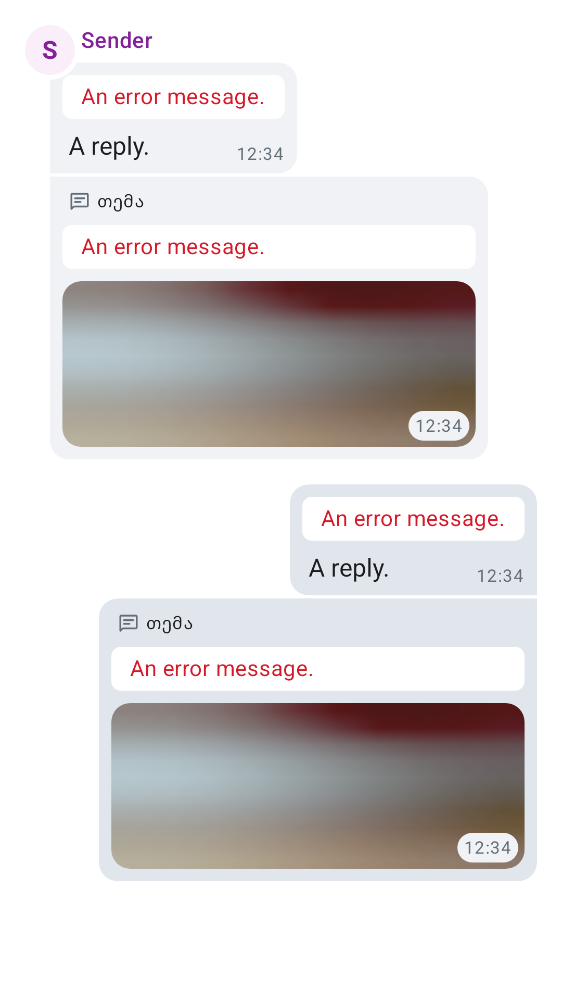 S
Sender
An error message.
A reply.
12:34
თემა
An error message.
12:34
An error message.
A reply.
12:34
თემა
An error message.
12:34